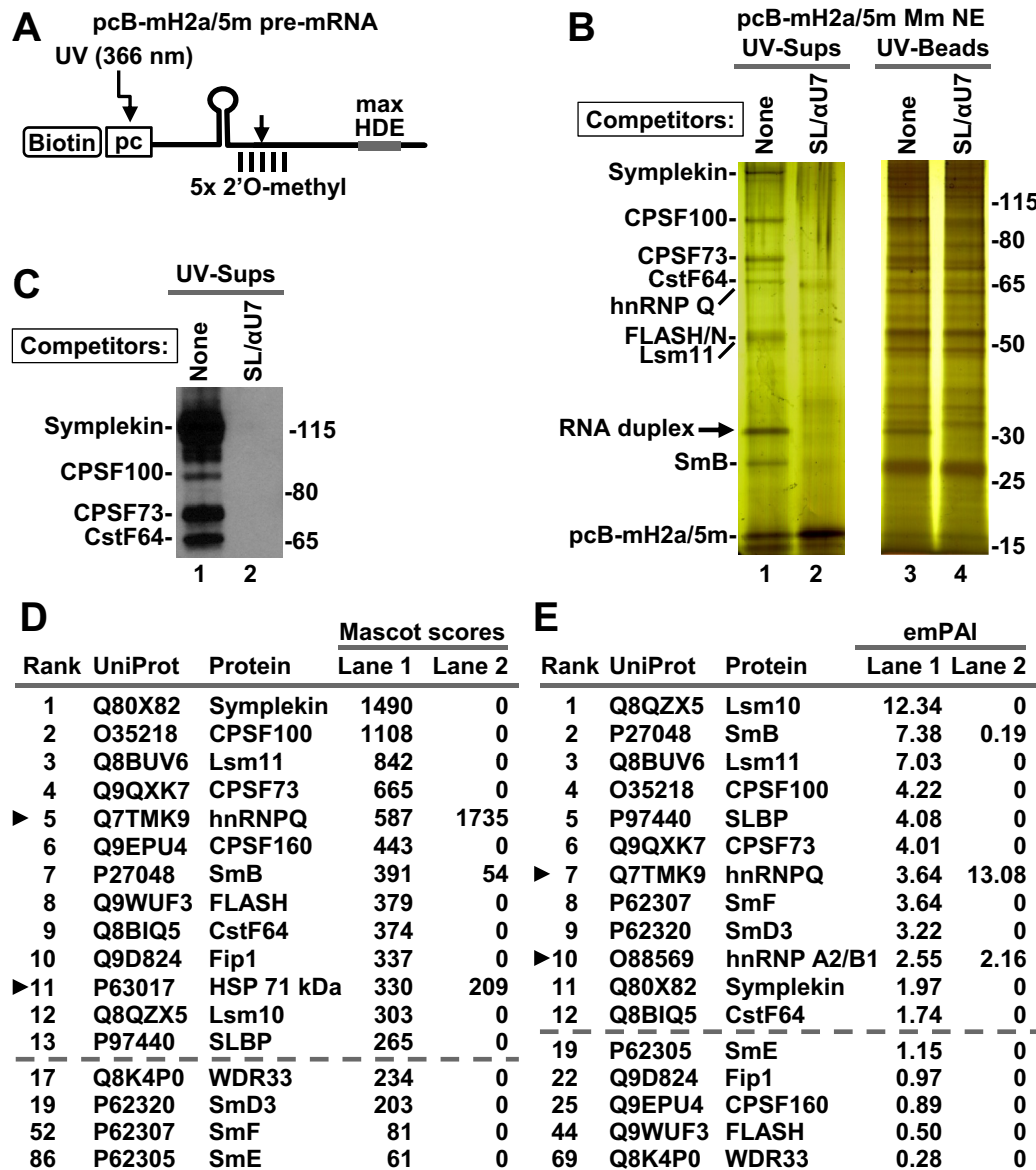 A
pcB-mH2a/5m pre-mRNA
UV (366 nm)
Biotin
pc
max
HDE
5x 2'O-methyl
B
pcB-mH2a/5m Mm NE
UV-Sups
UV-Beads
Competitors:
None
SL/αU7
None
SL/αU7
Symplekin-
CPSF100-
CPSF73-
CstF64-
hnRNP Q
FLASH/N-
Lsm11
RNA duplex
SmB-
pcB-mH2a/5m-
-115
-80
-65
-50
-30
-25
-15
1 2 3 4
C
UV-Sups
Competitors:
None
SL/αU7
Symplekin-
CPSF100-
CPSF73-
CstF64-
-115
-80
-65
1 2
D
Mascot scores
Rank UniProt Protein Lane 1 Lane 2
1 Q80X82 Symplekin 1490 0
2 O35218 CPSF100 1108 0
3 Q8BUV6 Lsm11 842 0
4 Q9QXK7 CPSF73 665 0
►5 Q7TMK9 hnRNPQ 587 1735
6 Q9EPU4 CPSF160 443 0
7 P27048 SmB 391 54
8 Q9WUF3 FLASH 379 0
9 Q8BIQ5 CstF64 374 0
10 Q9D824 Fip1 337 0
►11 P63017 HSP 71 kDa 330 209
12 Q8QZX5 Lsm10 303 0
13 P97440 SLBP 265 0
17 Q8K4P0 WDR33 234 0
19 P62320 SmD3 203 0
52 P62307 SmF 81 0
86 P62305 SmE 61 0
E
emPAI
Rank UniProt Protein Lane 1 Lane 2
1 Q8QZX5 Lsm10 12.34 0
2 P27048 SmB 7.38 0.19
3 Q8BUV6 Lsm11 7.03 0
4 O35218 CPSF100 4.22 0
5 P97440 SLBP 4.08 0
6 Q9QXK7 CPSF73 4.01 0
►7 Q7TMK9 hnRNPQ 3.64 13.08
8 P62307 SmF 3.64 0
9 P62320 SmD3 3.22 0
►10 O88569 hnRNP A2/B1 2.55 2.16
11 Q80X82 Symplekin 1.97 0
12 Q8BIQ5 CstF64 1.74 0
19 P62305 SmE 1.15 0
22 Q9D824 Fip1 0.97 0
25 Q9EPU4 CPSF160 0.89 0
44 Q9WUF3 FLASH 0.50 0
69 Q8K4P0 WDR33 0.28 0